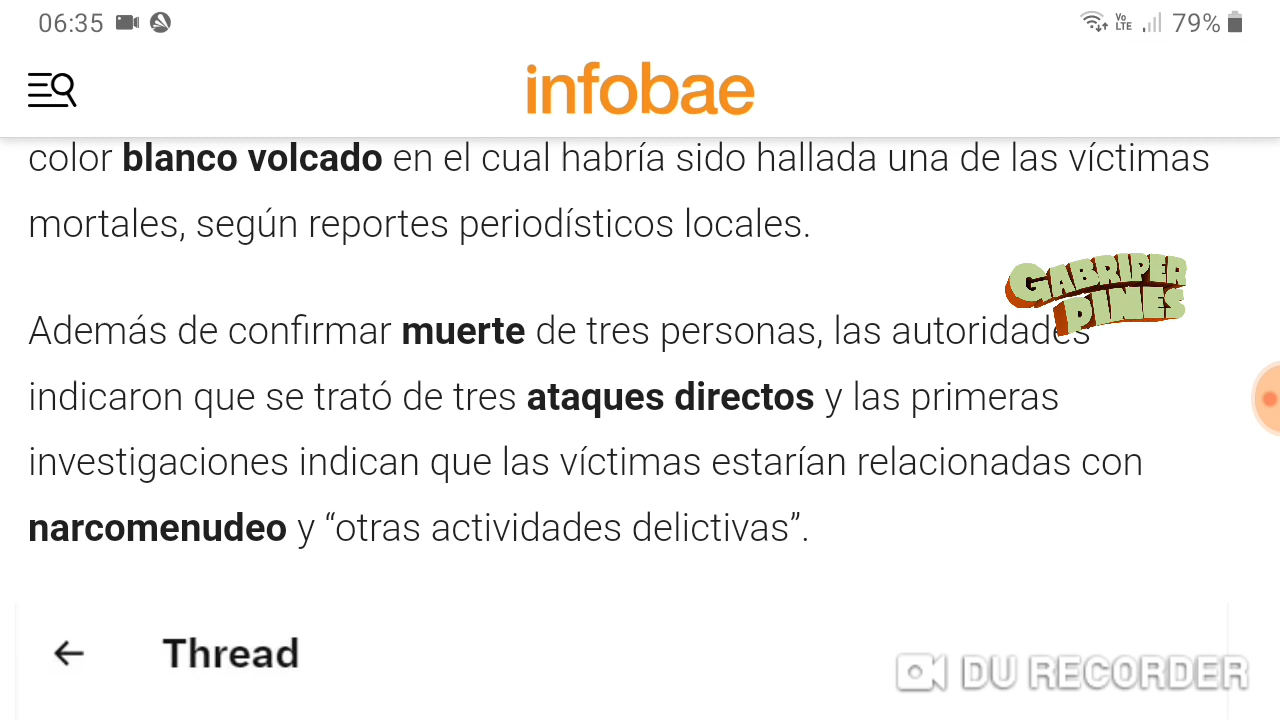 06:35
Vo
LTE
79%
infobae
color blanco volcado en el cual habría sido hallada una de las víctimas
mortales, según reportes periodísticos locales.
GABRIPER
PINES
Además de confirmar muerte de tres personas, las autoridades
indicaron que se trató de tres ataques directos y las primeras
investigaciones indican que las víctimas estarían relacionadas con
narcomenudeo y “otras actividades delictivas”.
Thread
DU RECORDER